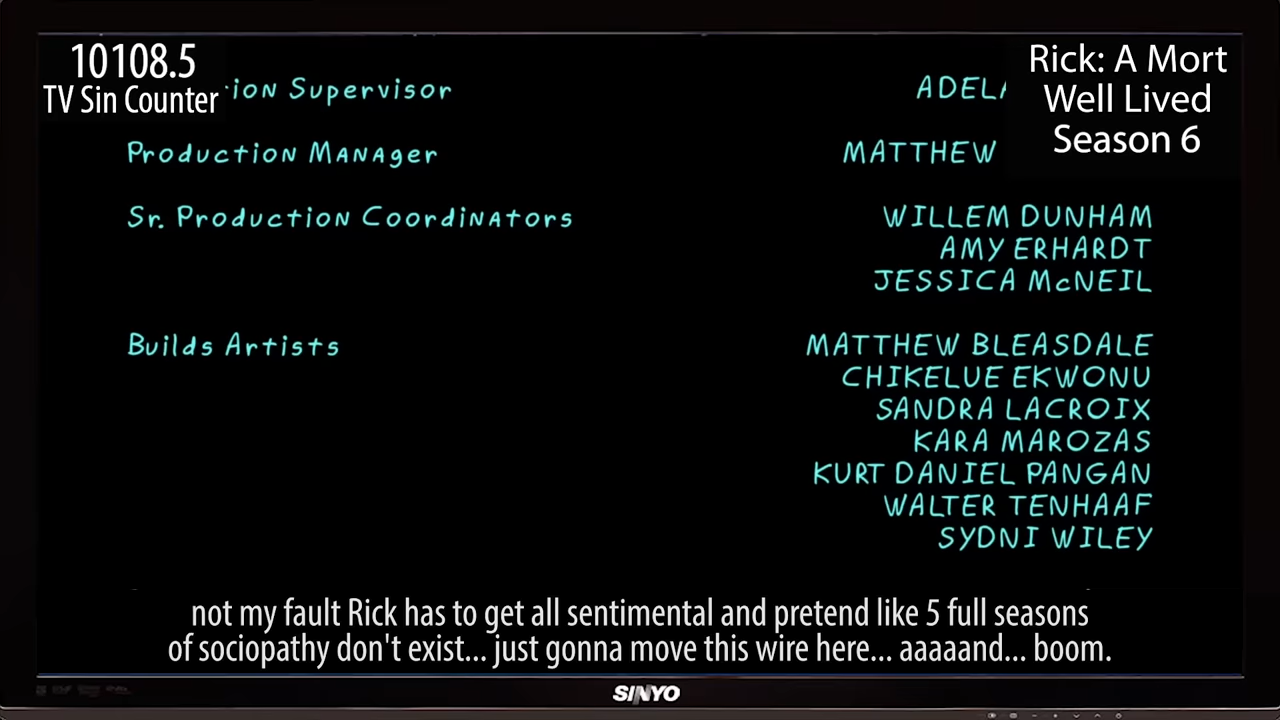 10108.5
TV Sin Counter
Rick: A Mort
Well Lived
Season 6
ion Supervisor ADELA
Production Manager MATTHEW
Sr. Production Coordinators WILLEM DUNHAM
AMY ERHARDT
JESSICA McNEIL
Builds Artists MATTHEW BLEASDALE
CHIKELUE EKWONU
SANDRA LACROIX
KARA MAROZAS
KURT DANIEL PANGAN
WALTER TENHAAF
SYDNI WILEY
not my fault Rick has to get all sentimental and pretend like 5 full seasons
of sociopathy don't exist... just gonna move this wire here... aaaaand... boom.
SINYO